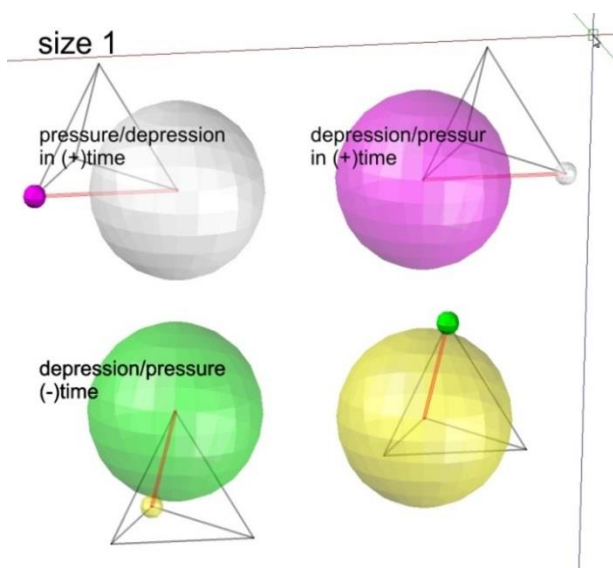 size 1
pressure/depression
in (+)time
depression/pressur
in (+)time
depression/pressure
(-)time